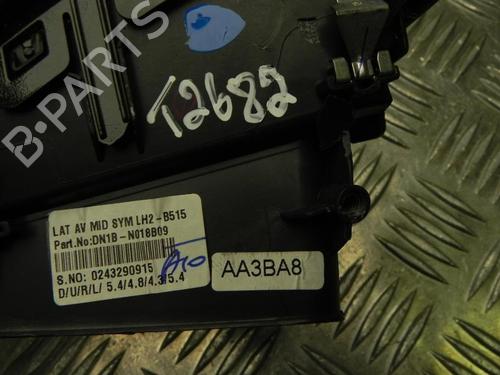 B-PARTS
12682
LAT AV MID SYM LH2-B515
Part.No:DN1B-N018B09
S.NO: 0243290915
D/U/R/L/ 5.4/4.8/4.3/5.4
AA3BA8